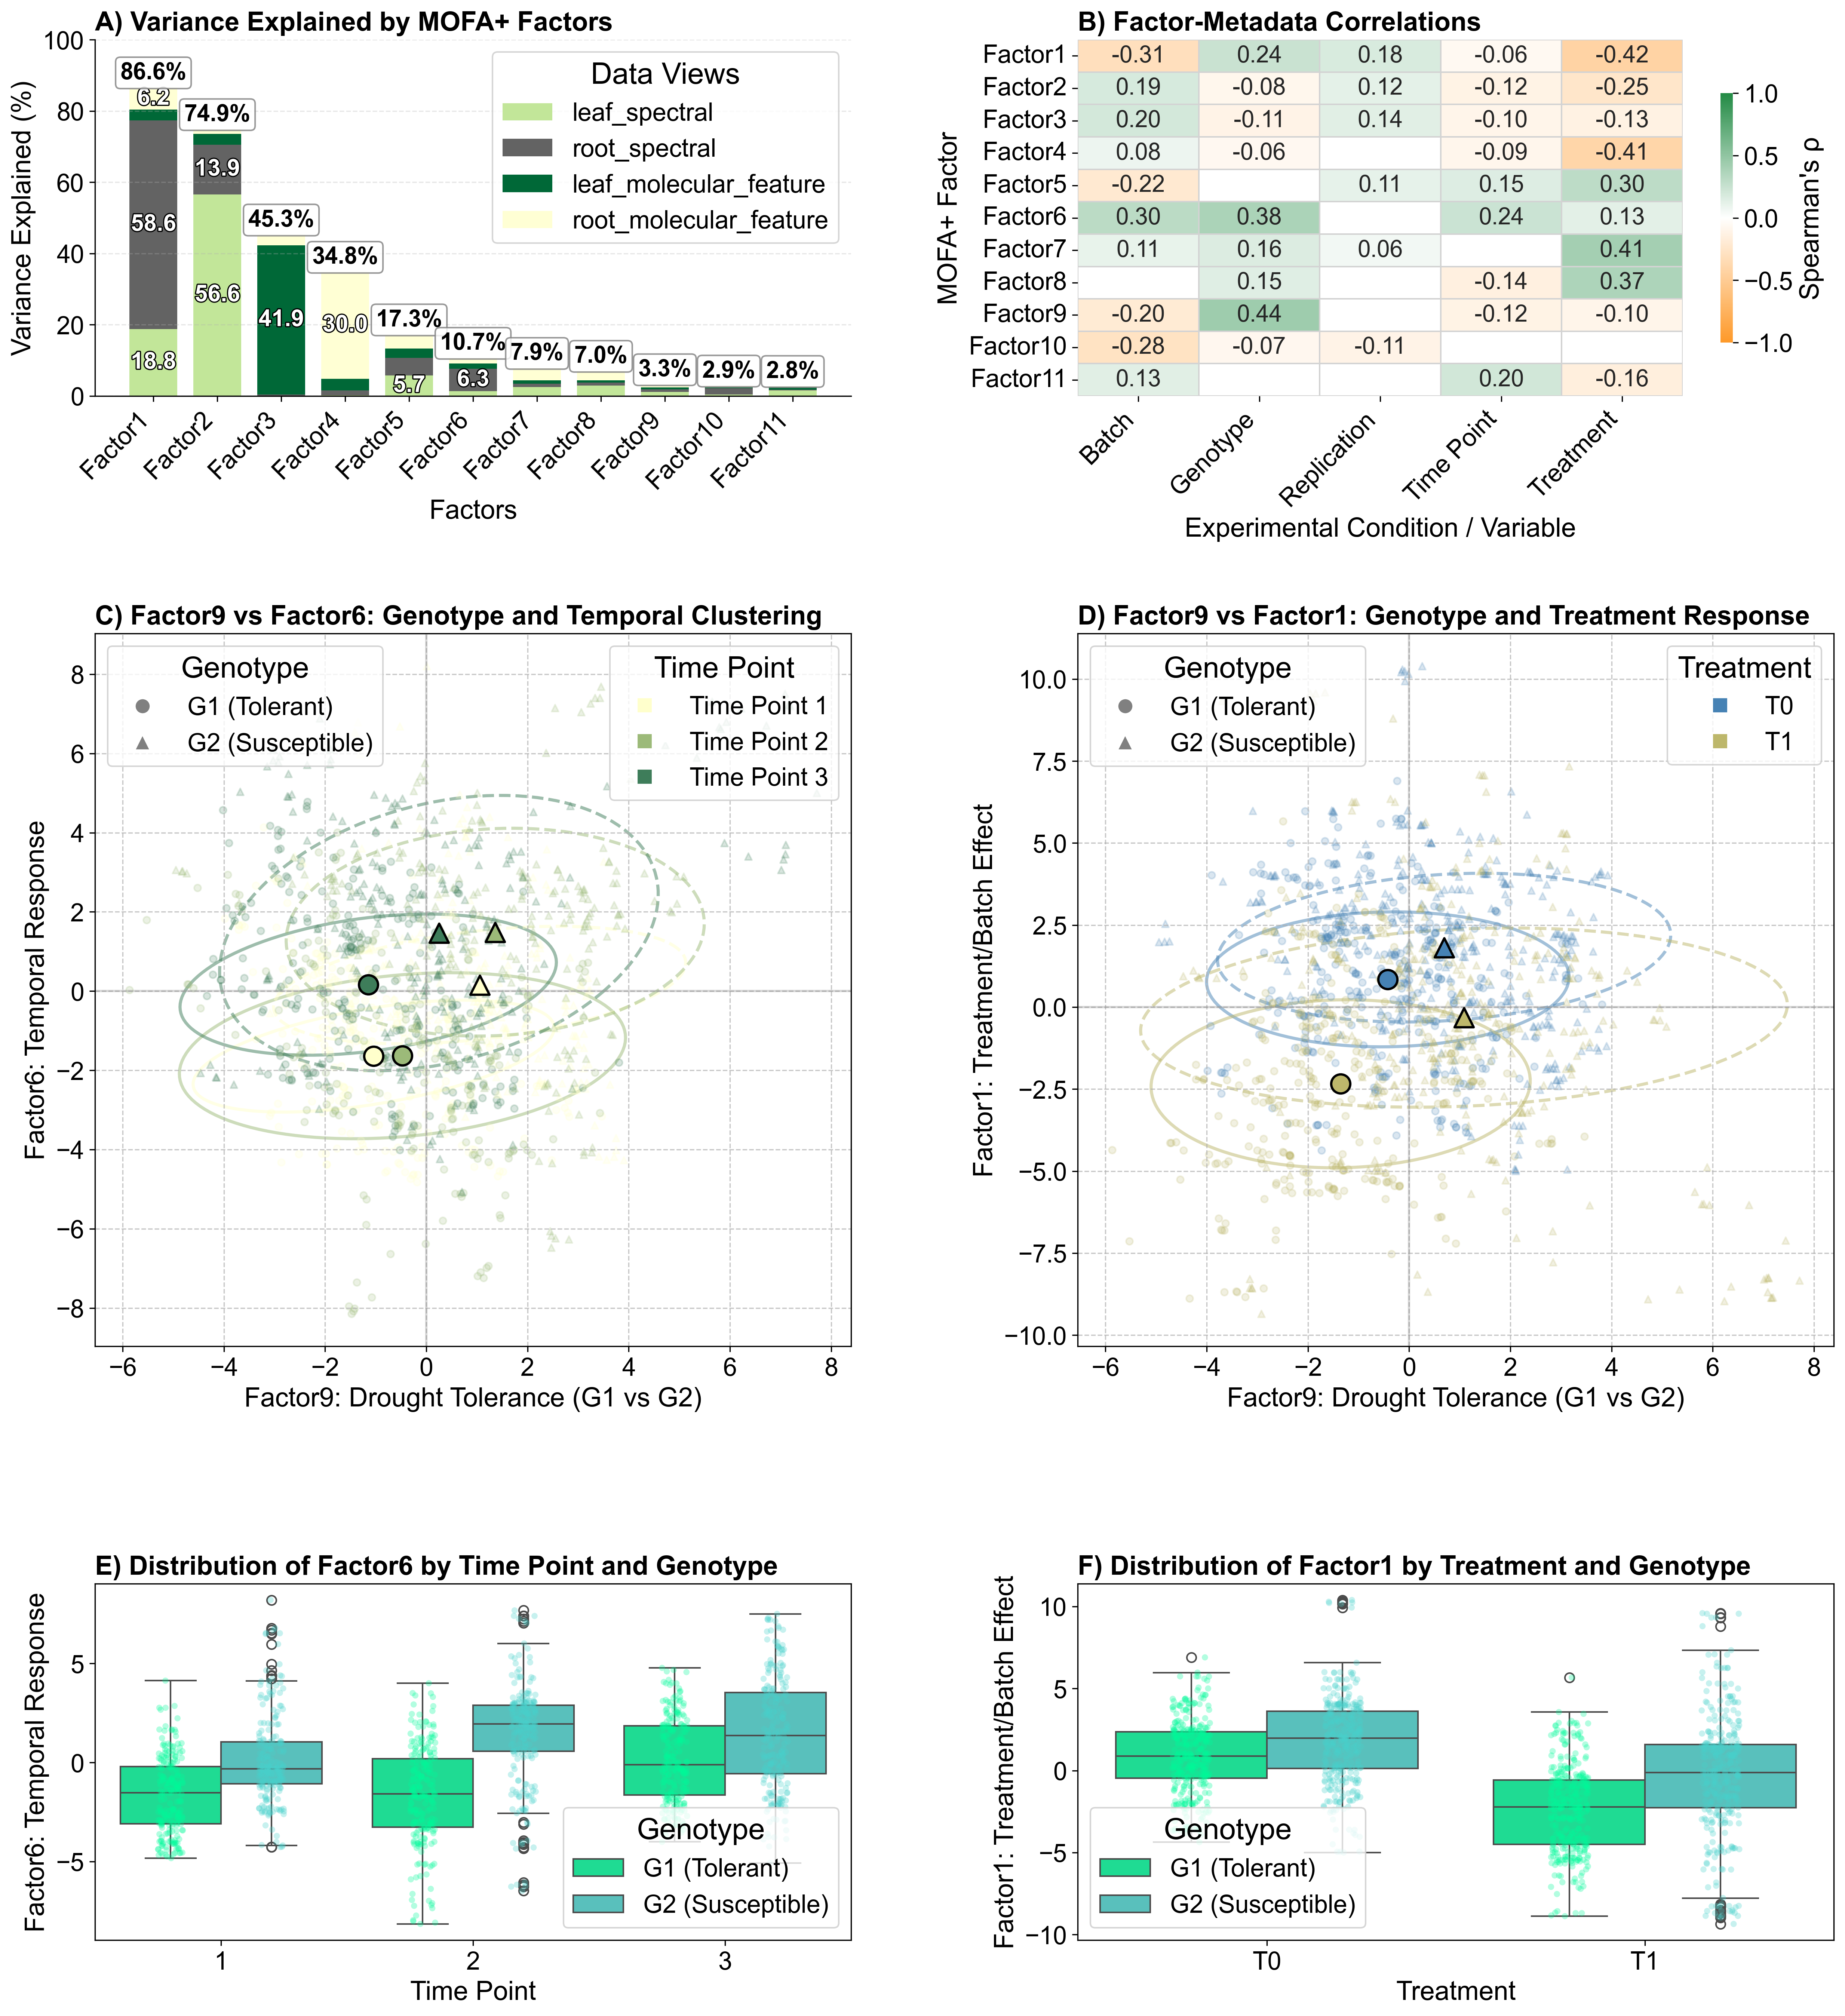 A) Variance Explained by MOFA+ Factors
Variance Explained (%)
100
80
60
40
20
0
86.6%
6.2
58.6
18.8
74.9%
13.9
56.6
45.3%
41.9
34.8%
30.0
17.3%
5.7
10.7%
6.3
7.9%
7.0%
3.3%
2.9%
2.8%
Data Views
leaf_spectral
root_spectral
leaf_molecular_feature
root_molecular_feature
Factor1
Factor2
Factor3
Factor4
Factor5
Factor6
Factor7
Factor8
Factor9
Factor10
Factor11
Factors
B) Factor-Metadata Correlations
MOFA+ Factor
Factor1 -0.31 0.24 0.18 -0.06 -0.42
Factor2 0.19 -0.08 0.12 -0.12 -0.25
Factor3 0.20 -0.11 0.14 -0.10 -0.13
Factor4 0.08 -0.06 -0.09 -0.41
Factor5 -0.22 0.11 0.15 0.30
Factor6 0.30 0.38 0.24 0.13
Factor7 0.11 0.16 0.06 0.41
Factor8 0.15 -0.14 0.37
Factor9 -0.20 0.44 -0.12 -0.10
Factor10 -0.28 -0.07 -0.11
Factor11 0.13 0.20 -0.16
Batch
Genotype
Replication
Time Point
Treatment
Experimental Condition / Variable
1.0
0.5
0.0
−0.5
−1.0
Spearman's ρ
C) Factor9 vs Factor6: Genotype and Temporal Clustering
Factor6: Temporal Response
8
6
4
2
0
−2
−4
−6
−8
Genotype
G1 (Tolerant)
G2 (Susceptible)
Time Point
Time Point 1
Time Point 2
Time Point 3
−6 −4 −2 0 2 4 6 8
Factor9: Drought Tolerance (G1 vs G2)
D) Factor9 vs Factor1: Genotype and Treatment Response
Factor1: Treatment/Batch Effect
10.0
7.5
5.0
2.5
0.0
−2.5
−5.0
−7.5
−10.0
Genotype
G1 (Tolerant)
G2 (Susceptible)
Treatment
T0
T1
−6 −4 −2 0 2 4 6 8
Factor9: Drought Tolerance (G1 vs G2)
E) Distribution of Factor6 by Time Point and Genotype
Factor6: Temporal Response
5
0
−5
Genotype
G1 (Tolerant)
G2 (Susceptible)
1 2 3
Time Point
F) Distribution of Factor1 by Treatment and Genotype
Factor1: Treatment/Batch Effect
10
5
0
−5
−10
Genotype
G1 (Tolerant)
G2 (Susceptible)
T0 T1
Treatment